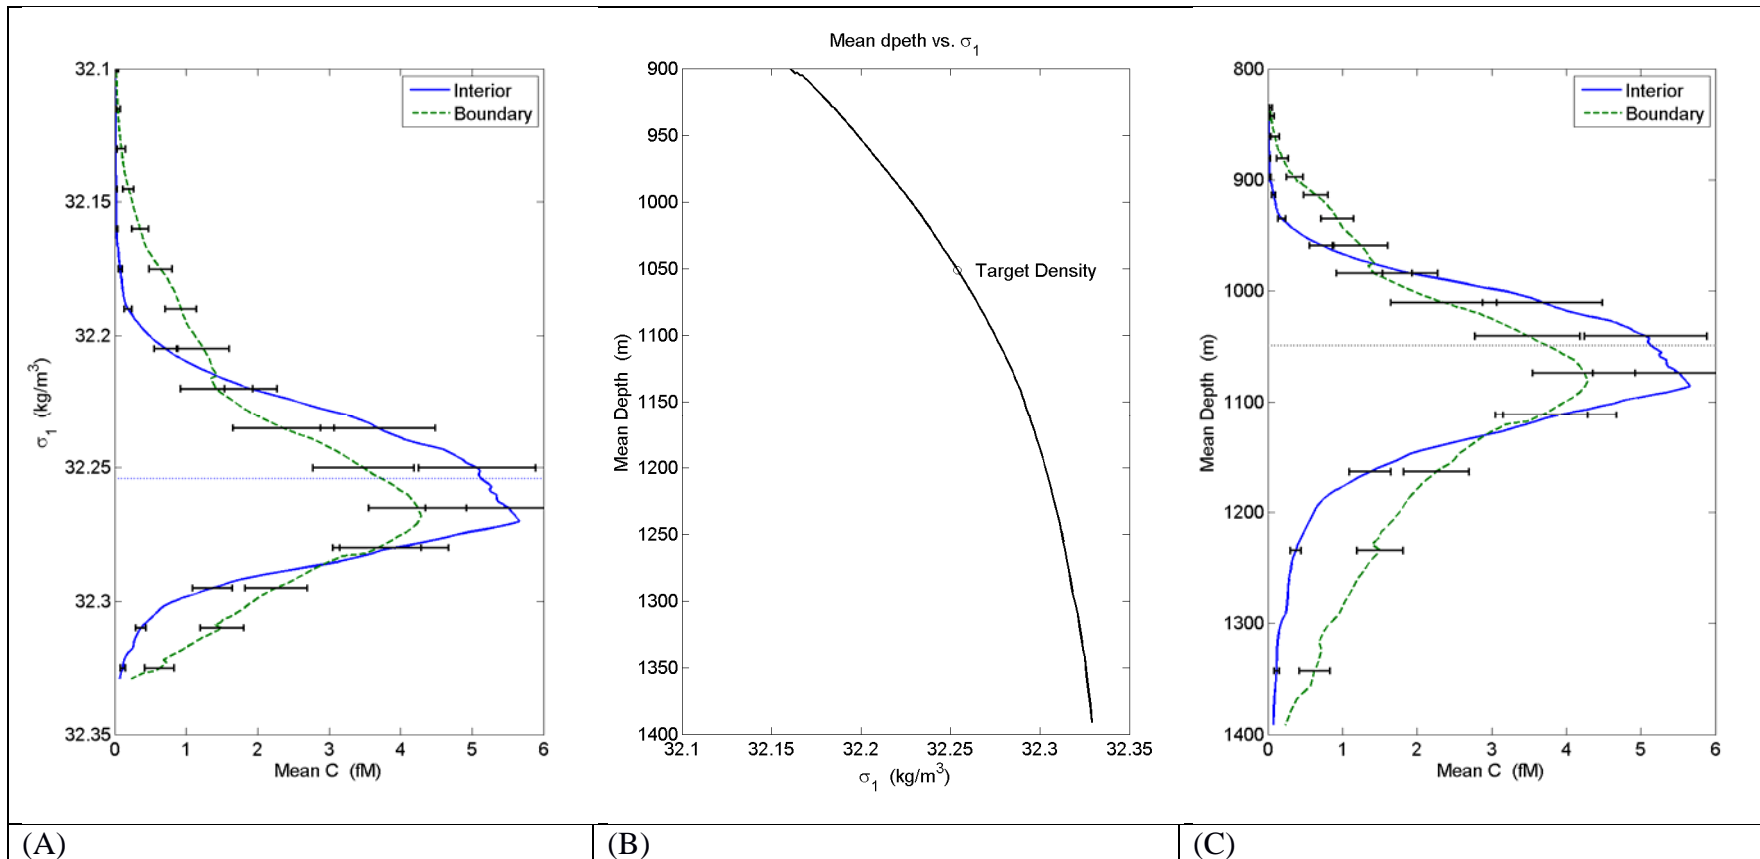 32.1
32.15
32.2
32.25
32.3
32.35
0 1 2 3 4 5 6
σ1 (kg/m3)
Mean C (fM)
Interior
Boundary
Mean dpeth vs. σ1
900
950
1000
1050
1100
1150
1200
1250
1300
1350
1400
32.1 32.15 32.2 32.25 32.3 32.35
Mean Depth (m)
σ1 (kg/m3)
Target Density
800
900
1000
1100
1200
1300
1400
0 1 2 3 4 5 6
Mean Depth (m)
Mean C (fM)
Interior
Boundary
(A) (B) (C)